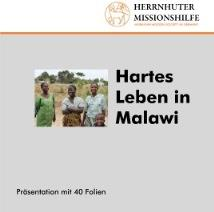 HERRNHUTER
MISSIONSHILFE
Hartes
Leben in
Malawi
Präsentation mit 40 Folien